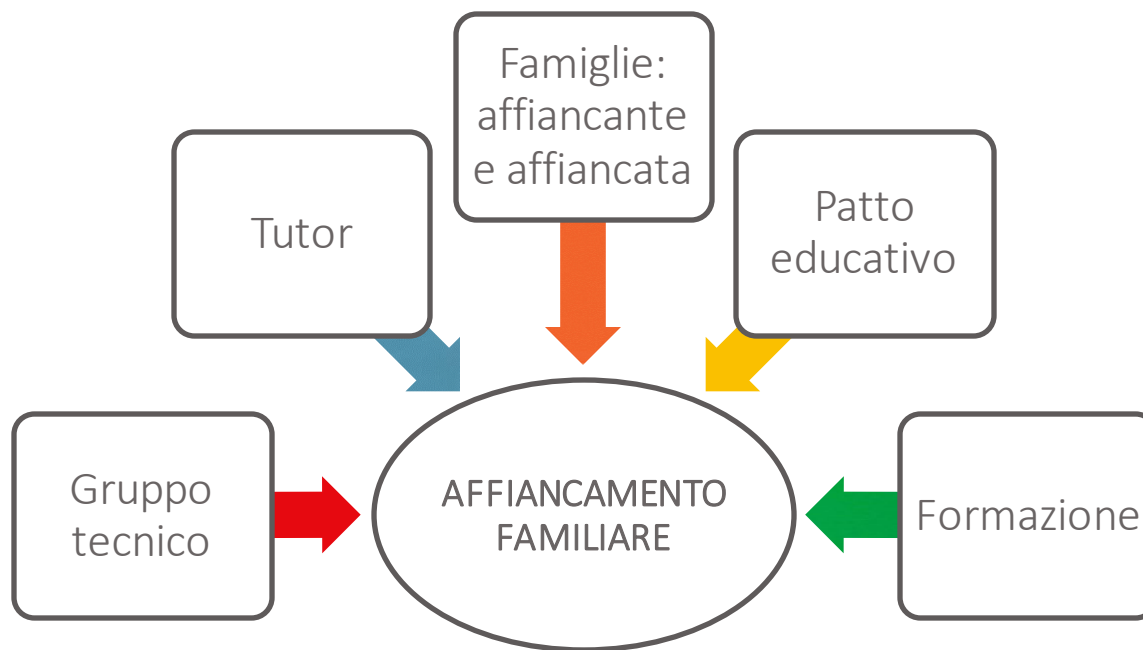 Famiglie:
affiancante
e affiancata
Tutor
Patto
educativo
Gruppo
tecnico
AFFIANCAMENTO
FAMILIARE
Formazione